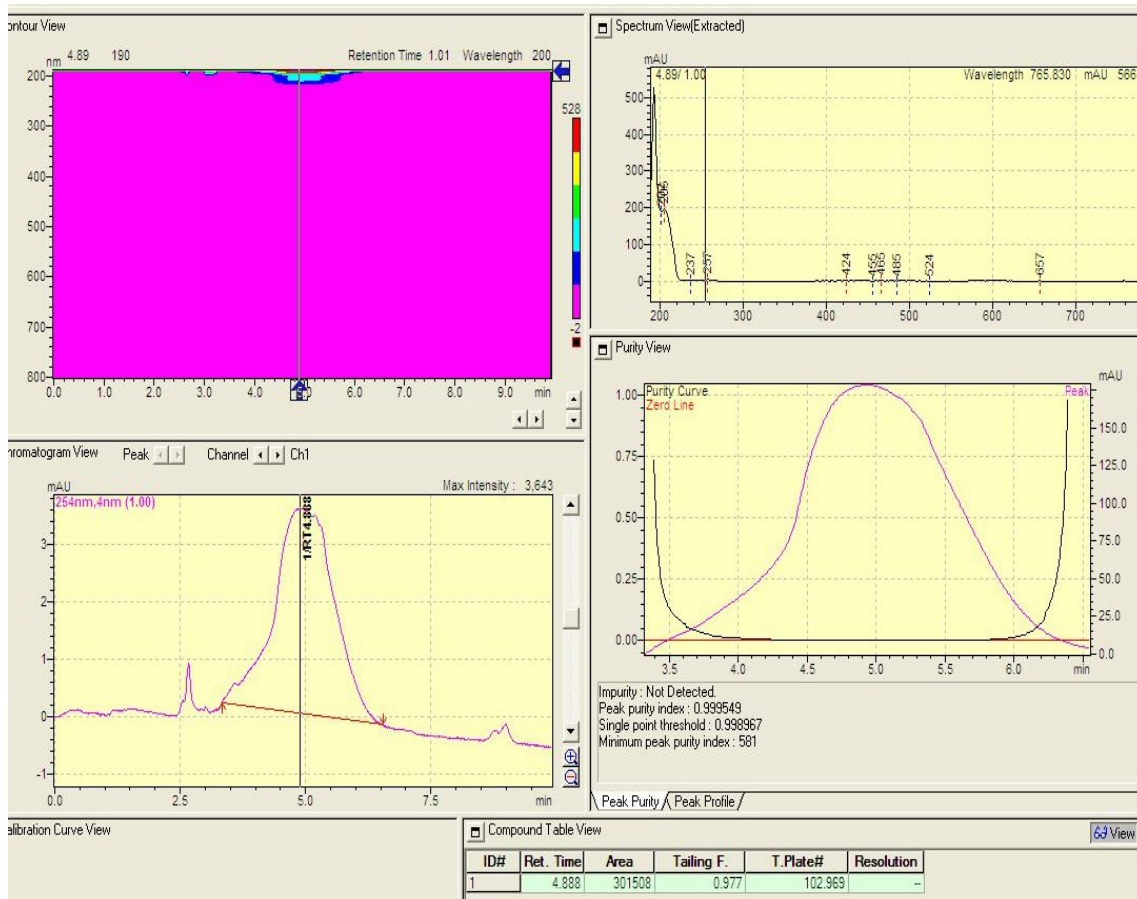 ontour View
nm 4.89 190 Retention Time 1.01 Wavelength 200
200
300
400
500
600
700
800
0.0 1.0 2.0 3.0 4.0 5 6.0 7.0 8.0 9.0 min
528
-2
Spectrum View(Extracted)
mAU
4.89/ 1.00 Wavelength 765.830 mAU 566
500
400
300
200
100
0
205
237 257 424 455 465 485 524 657
200 300 400 500 600 700
Purity View
mAU
Purity Curve Peak
Zero Line
1.00
0.75
0.50
0.25
0.00
150.0
125.0
100.0
75.0
50.0
25.0
0.0
3.5 4.0 4.5 5.0 5.5 6.0 min
Impurity : Not Detected.
Peak purity index : 0.999549
Single point threshold : 0.998967
Minimum peak purity index : 581
Peak Purity Peak Profile
hromatogram View Peak Channel Ch1
mAU Max Intensity : 3,643
254nm,4nm (1.00)
1/RT4.888
3
2
1
0
-1
0.0 2.5 5.0 7.5 min
alibration Curve View
Compound Table View
View
ID# Ret. Time Area Tailing F. T.Plate# Resolution
1 4.888 301508 0.977 102.969 --